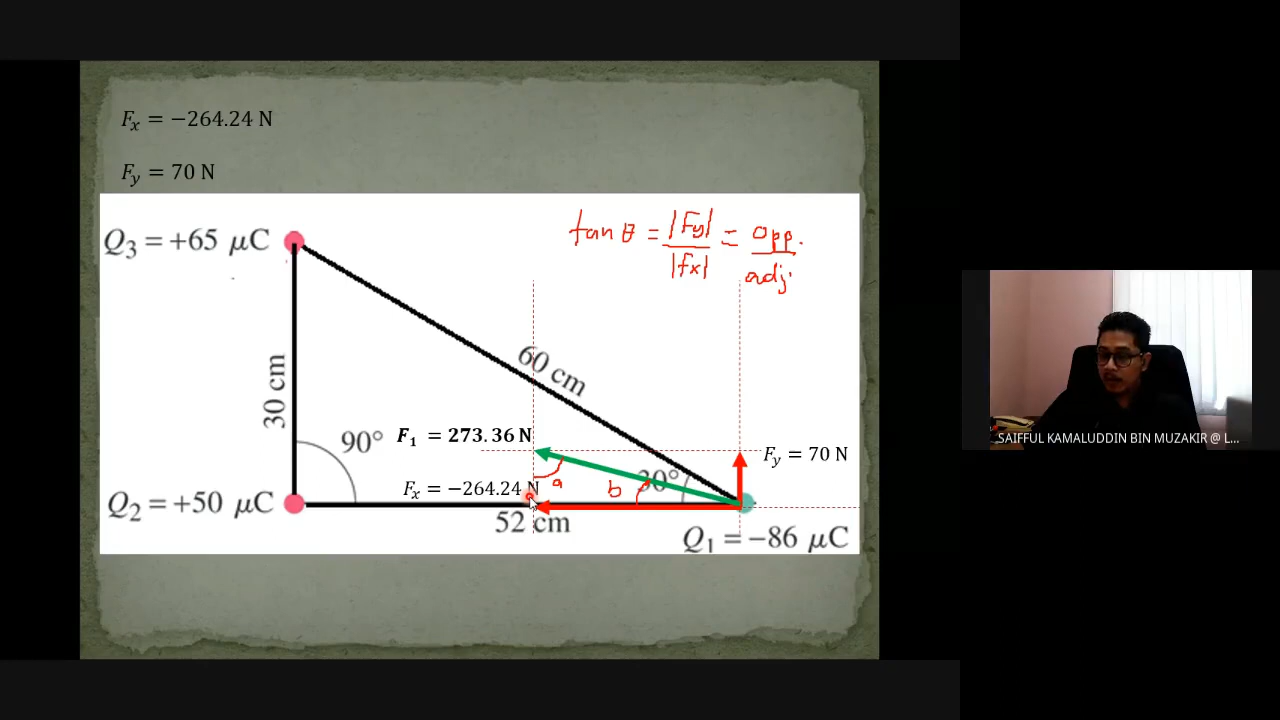 Fx = −264.24 N
Fy = 70 N
Q3 = +65 μC
tan θ = |Fy| / |fx| = opp. / adj.
60 cm
30 cm
90°
F1 = 273.36 N
Fy = 70 N
30°
a
b
Fx = −264.24 N
Q2 = +50 μC
52 cm
Q1 = −86 μC
SAIFFUL KAMALUDDIN BIN MUZAKIR @ L...